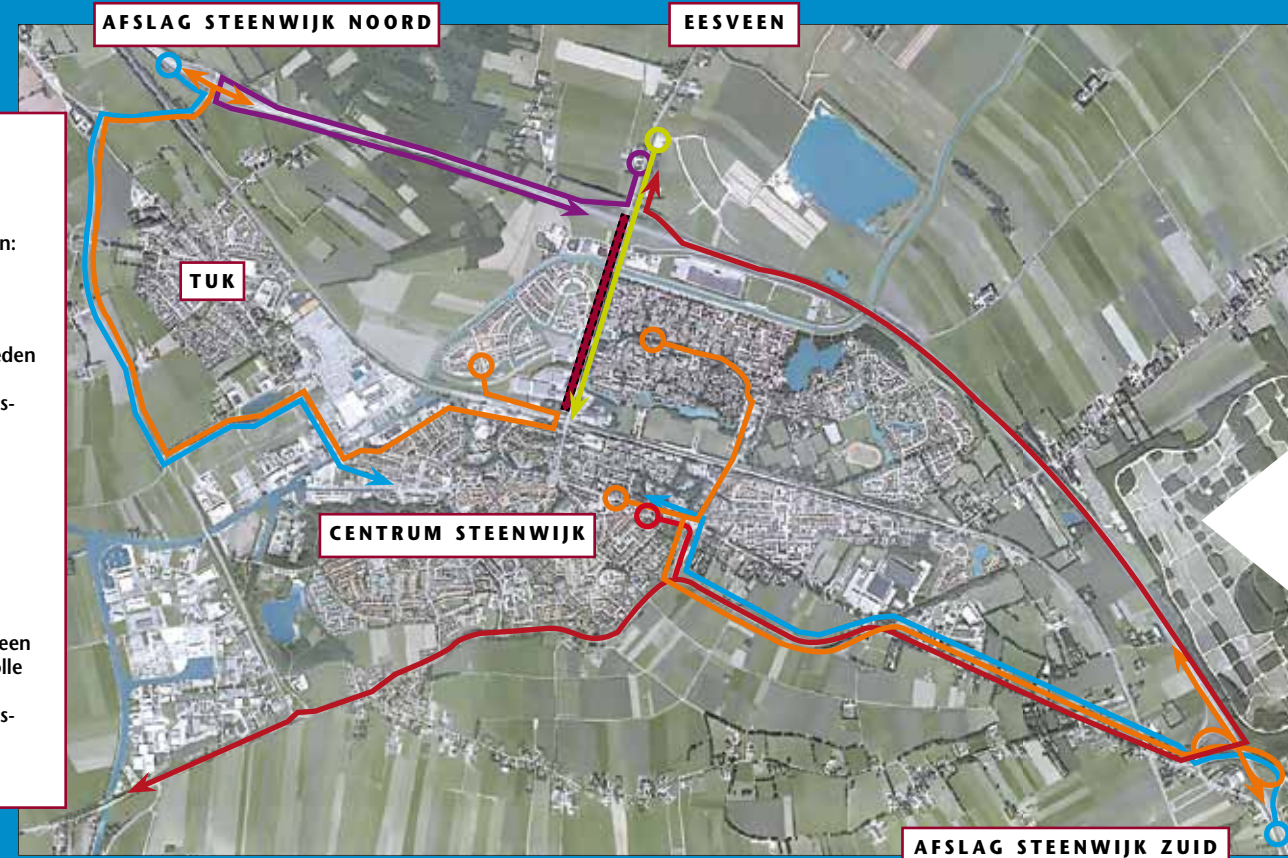 AFSLAG STEENWIJK NOORD
EESVEEN
n:
TUK
eden
s-
CENTRUM STEENWIJK
een
olle
s-
AFSLAG STEENWIJK ZUID